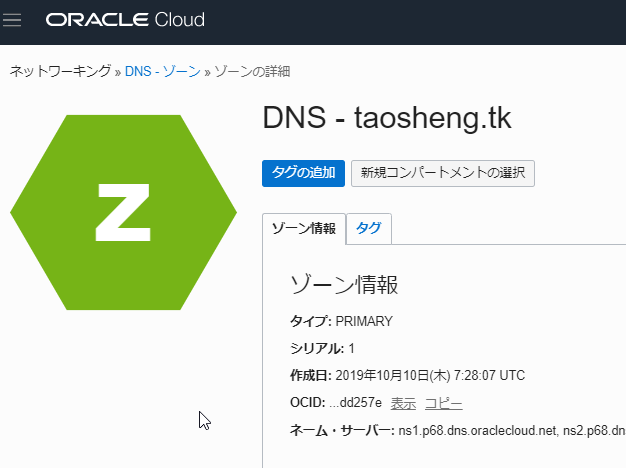 ORACLE Cloud
ネットワーキング » DNS - ゾーン » ゾーンの詳細
DNS - taosheng.tk
Z
タグの追加 新規コンパートメントの選択
ゾーン情報 タグ
ゾーン情報
タイプ: PRIMARY
シリアル: 1
作成日: 2019年10月10日(木) 7:28:07 UTC
OCID: ...dd257e 表示 コピー
ネーム・サーバー: ns1.p68.dns.oraclecloud.net, ns2.p68.dn